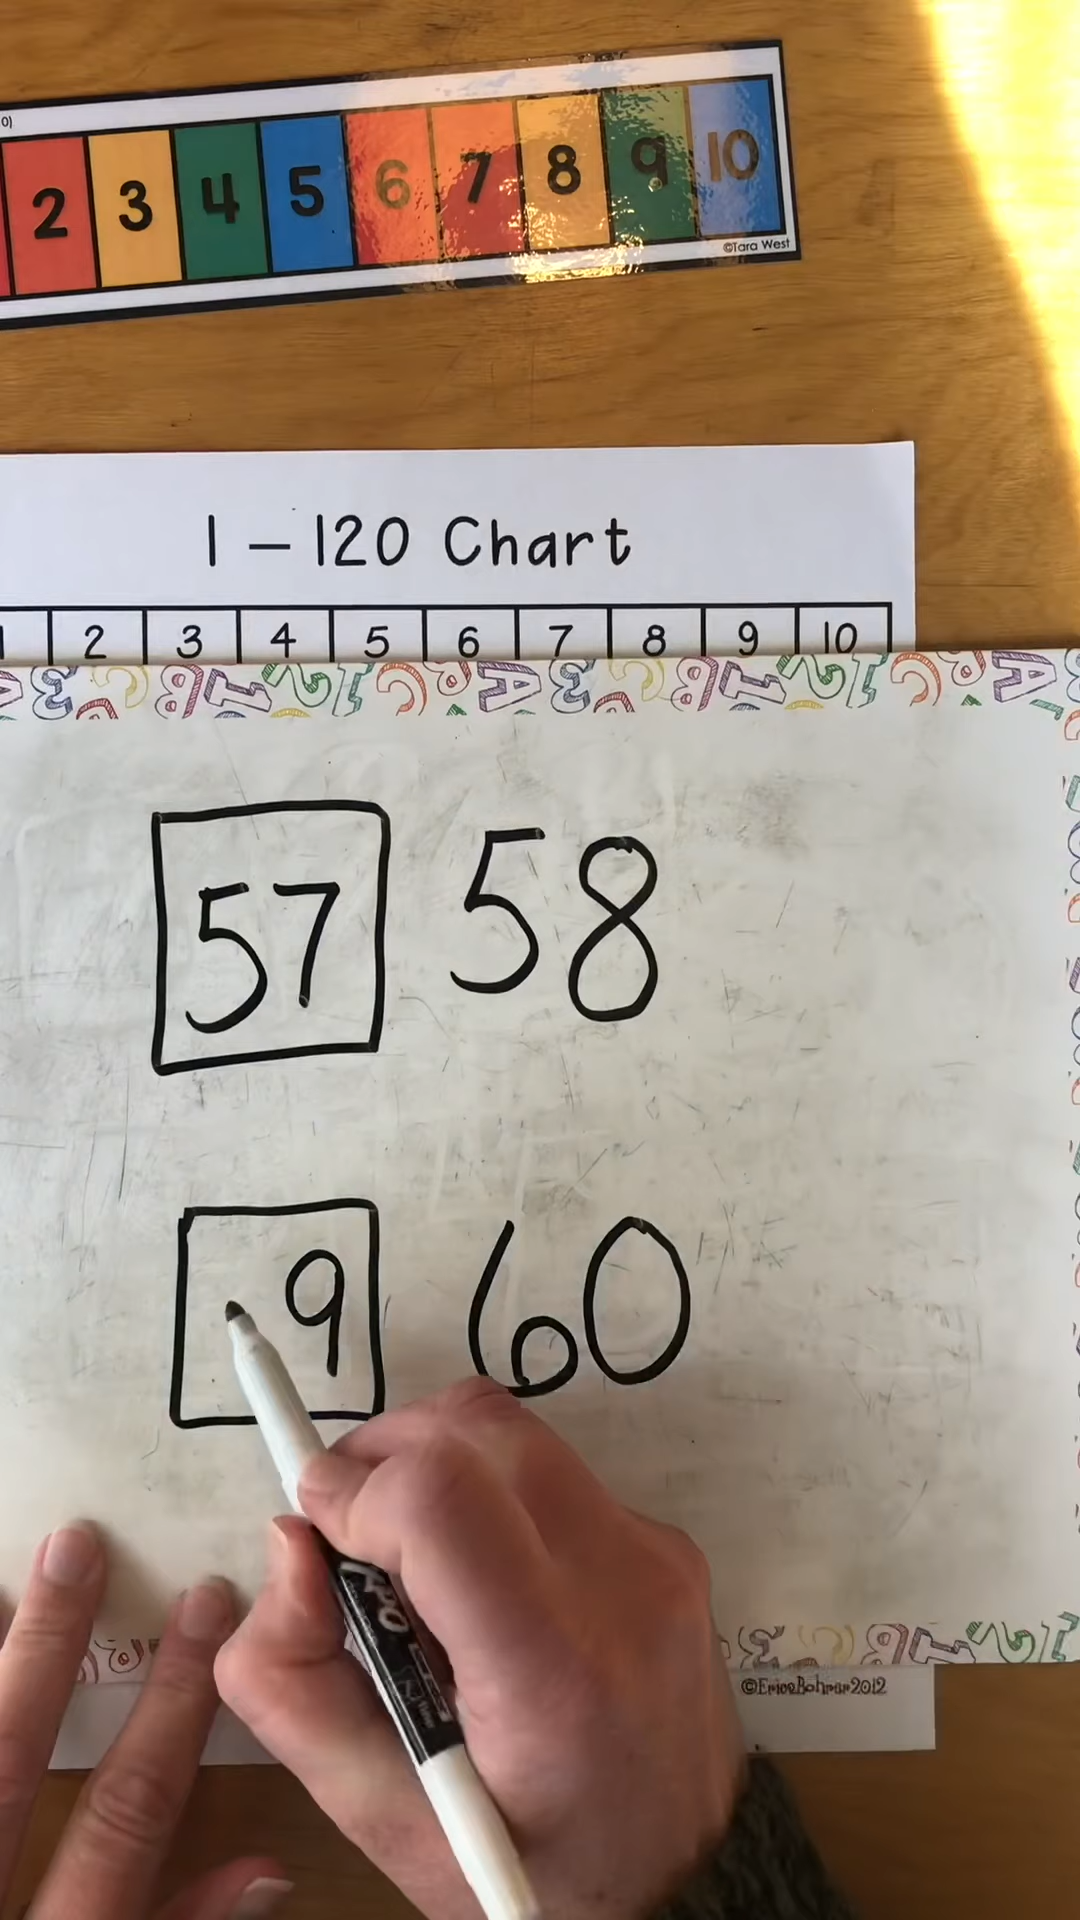 0)
2 3 4 5 6 7 8 9 10
©Tara West
1 – 120 Chart
1 2 3 4 5 6 7 8 9 10
57 58
9 60
EXPO
©EricaBohrer2012